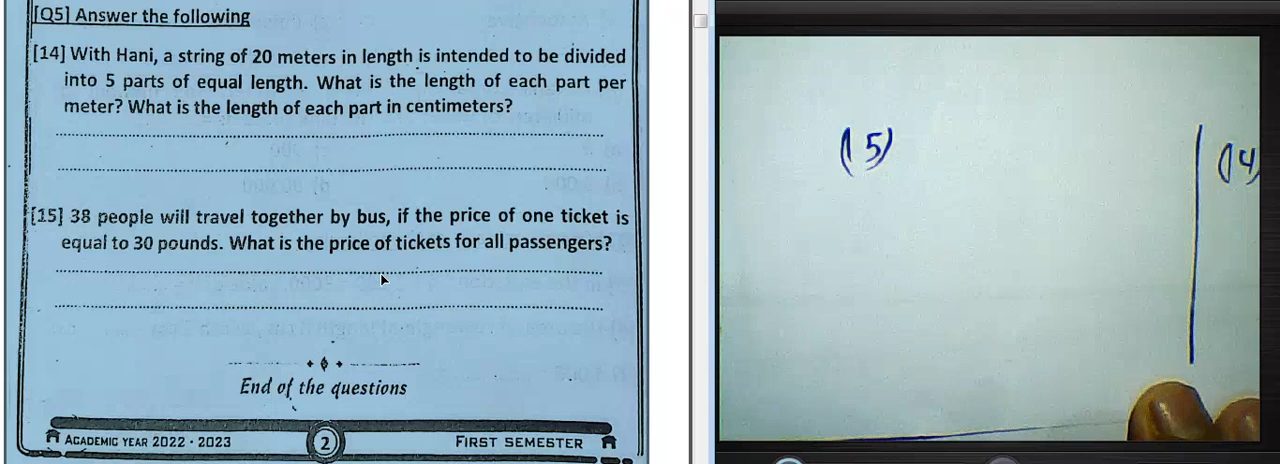 [Q5] Answer the following
[14] With Hani, a string of 20 meters in length is intended to be divided
into 5 parts of equal length. What is the length of each part per
meter? What is the length of each part in centimeters?
[15] 38 people will travel together by bus, if the price of one ticket is
equal to 30 pounds. What is the price of tickets for all passengers?
End of the questions
ACADEMIC YEAR 2022 · 2023
2
FIRST SEMESTER
(15)
(14)